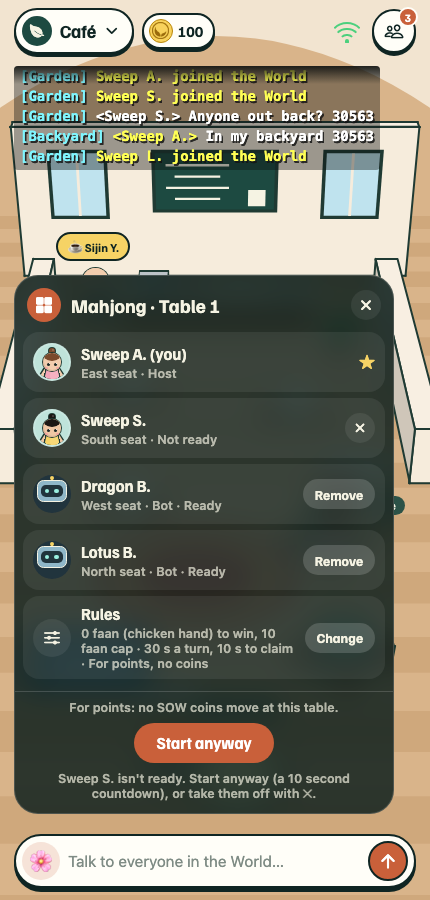 Café
100
3
[Garden] Sweep A. joined the World
[Garden] Sweep S. joined the World
[Garden] <Sweep S.> Anyone out back? 30563
[Backyard] <Sweep A.> In my backyard 30563
[Garden] Sweep L. joined the World
☕ Sijin Y.
Mahjong · Table 1
Sweep A. (you)
East seat · Host
Sweep S.
South seat · Not ready
Dragon B.
West seat · Bot · Ready
Remove
Lotus B.
North seat · Bot · Ready
Remove
Rules
0 faan (chicken hand) to win, 10
faan cap · 30 s a turn, 10 s to claim
· For points, no coins
Change
For points: no SOW coins move at this table.
Start anyway
Sweep S. isn't ready. Start anyway (a 10 second
countdown), or take them off with ✕.
Talk to everyone in the World...